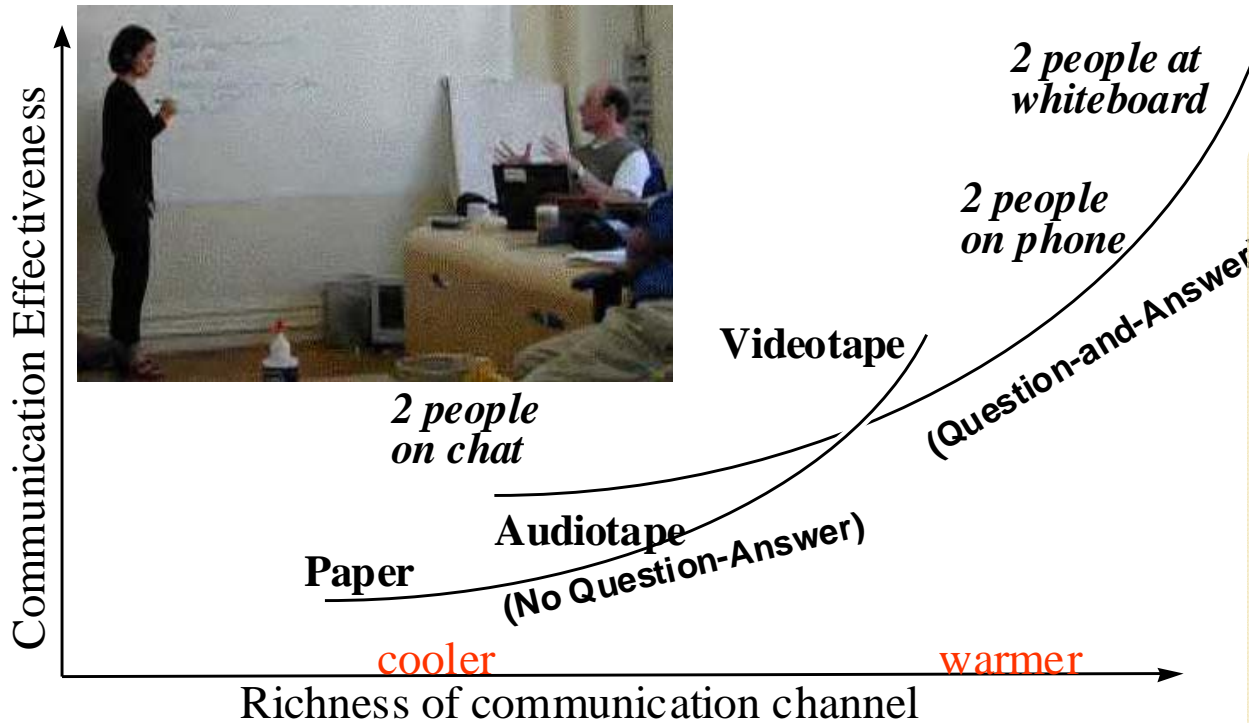 Communication Effectiveness
2 people at
whiteboard
2 people
on phone
(Question-and-Answer
Videotape
2 people
on chat
Audiotape
Paper
(No Question-Answer)
cooler
warmer
Richness of communication channel